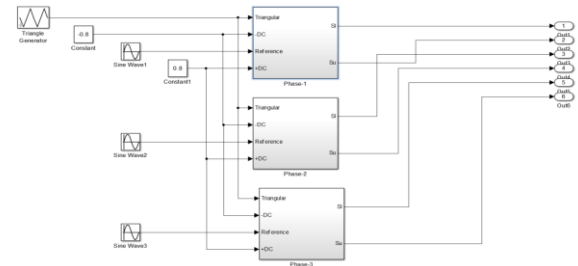 Triangle
Generator
-0.8
Constant
Sine Wave1
0.8
Constant1
Triangular
-DC
Reference
+DC
Sl
Su
Phase-1
Sine Wave2
Triangular
-DC
Reference
+DC
Sl
Su
Phase-2
Sine Wave3
Triangular
-DC
Reference
+DC
Sl
Su
Phase-3
1
Out1
2
Out2
3
Out3
4
Out4
5
Out5
6
Out6